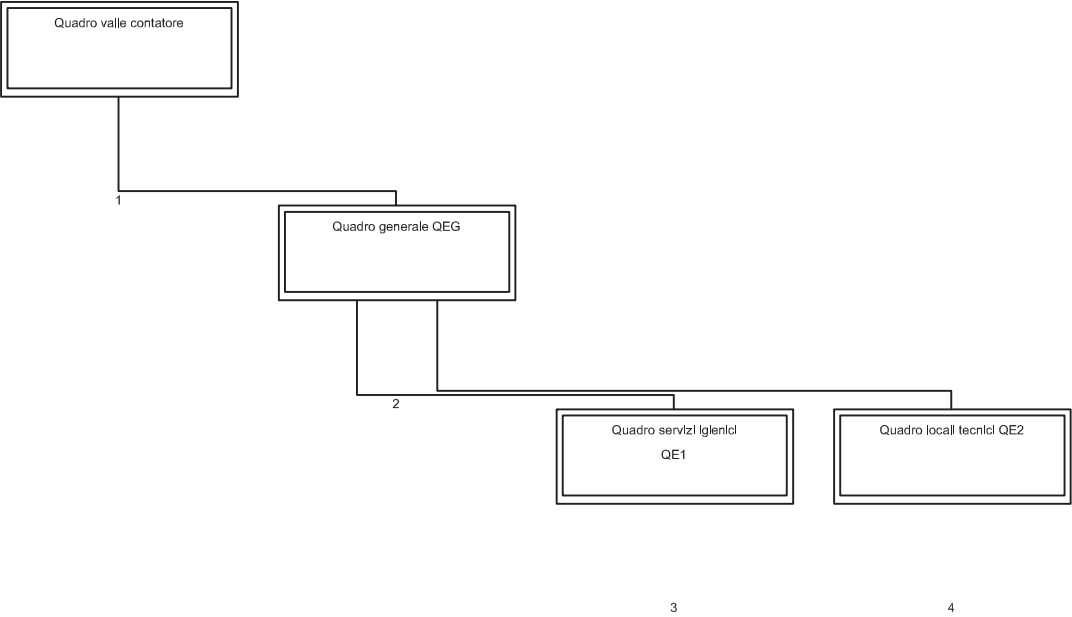 Quadro valle contatore
1
Quadro generale QEG
2
Quadro servizi igienici
QE1
Quadro locali tecnici QE2
3
4